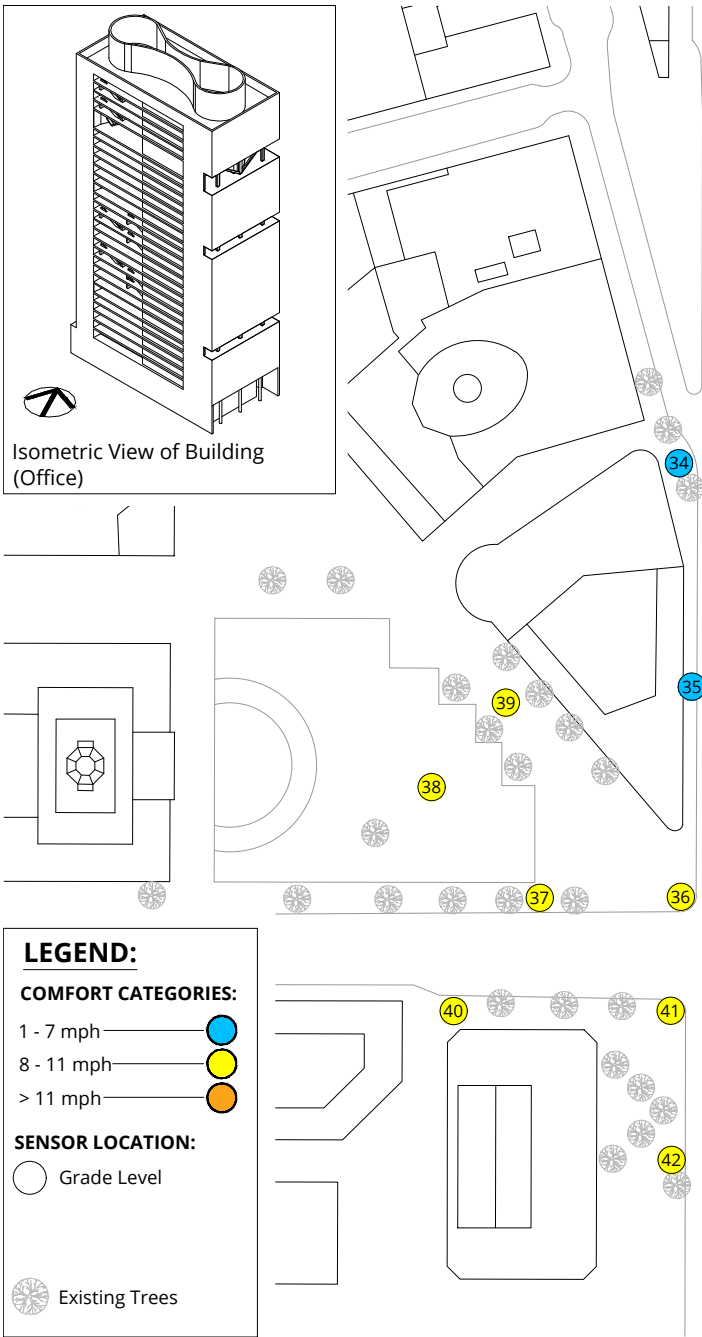 Isometric View of Building
(Office)
34
35
39
38
37
36
40
41
42
LEGEND:
COMFORT CATEGORIES:
1 - 7 mph
8 - 11 mph
> 11 mph
SENSOR LOCATION:
Grade Level
Existing Trees